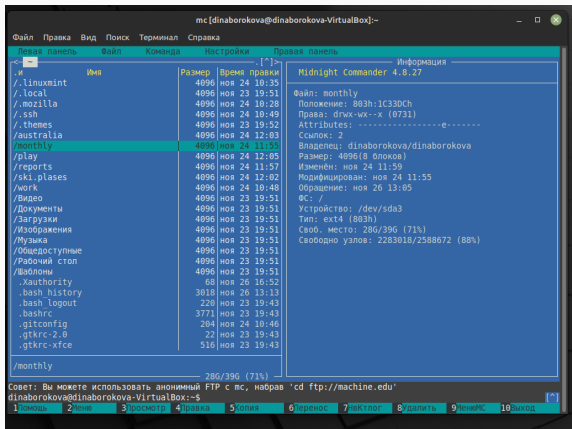 mc [dinaborokova@dinaborokova-VirtualBox]:~
Файл Правка Вид Поиск Терминал Справка
Левая панель Файл Команда Настройки Правая панель
<─ ~ .[^]>
.и Имя Размер Время правки
/.linuxmint 4096 ноя 24 10:35
/.local 4096 ноя 23 19:51
/.mozilla 4096 ноя 24 10:28
/.ssh 4096 ноя 24 10:49
/.themes 4096 ноя 23 19:52
/australia 4096 ноя 24 12:03
/monthly 4096 ноя 24 11:55
/play 4096 ноя 24 12:05
/reports 4096 ноя 24 11:57
/ski.plases 4096 ноя 24 12:02
/work 4096 ноя 24 10:48
/Видео 4096 ноя 23 19:51
/Документы 4096 ноя 23 19:51
/Загрузки 4096 ноя 23 19:51
/Изображения 4096 ноя 23 19:51
/Музыка 4096 ноя 23 19:51
/Общедоступные 4096 ноя 23 19:51
/Рабочий стол 4096 ноя 23 19:51
/Шаблоны 4096 ноя 23 19:51
.Xauthority 68 ноя 26 16:52
.bash_history 3018 ноя 26 13:13
.bash_logout 220 ноя 23 19:43
.bashrc 3771 ноя 23 19:43
.gitconfig 204 ноя 24 10:46
.gtkrc-2.0 22 ноя 23 19:43
.gtkrc-xfce 516 ноя 23 19:43
/monthly
28G/39G (71%)
Информация
Midnight Commander 4.8.27
Файл: monthly
Положение: 803h:1C33DCh
Права: drwx-wx--x (0731)
Attributes: ----------------e-------
Ссылок: 2
Владелец: dinaborokova/dinaborokova
Размер: 4096(8 блоков)
Изменён: ноя 24 11:59
Модифицирован: ноя 24 11:55
Обращение: ноя 26 13:05
ФС: /
Устройство: /dev/sda3
Тип: ext4 (803h)
Своб. место: 28G/39G (71%)
Свободно узлов: 2283018/2588672 (88%)
Совет: Вы можете использовать анонимный FTP с mc, набрав 'cd ftp://machine.edu'
dinaborokova@dinaborokova-VirtualBox:~$ [^]
1Помощь 2Меню 3Просмотр 4Правка 5Копия 6Перенос 7НвКтлог 8Удалить 9МенюМС 10Выход